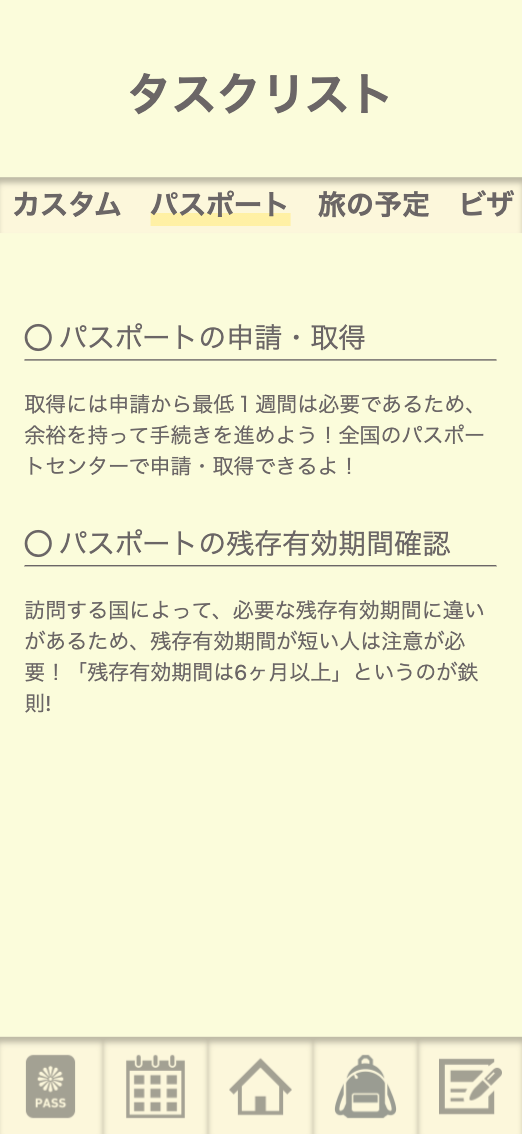 タスクリスト
カスタム パスポート 旅の予定 ビザ
パスポートの申請・取得
取得には申請から最低１週間は必要であるため、
余裕を持って手続きを進めよう！全国のパスポー
トセンターで申請・取得できるよ！
パスポートの残存有効期間確認
訪問する国によって、必要な残存有効期間に違い
があるため、残存有効期間が短い人は注意が必
要！「残存有効期間は6ヶ月以上」というのが鉄
則!
PASS